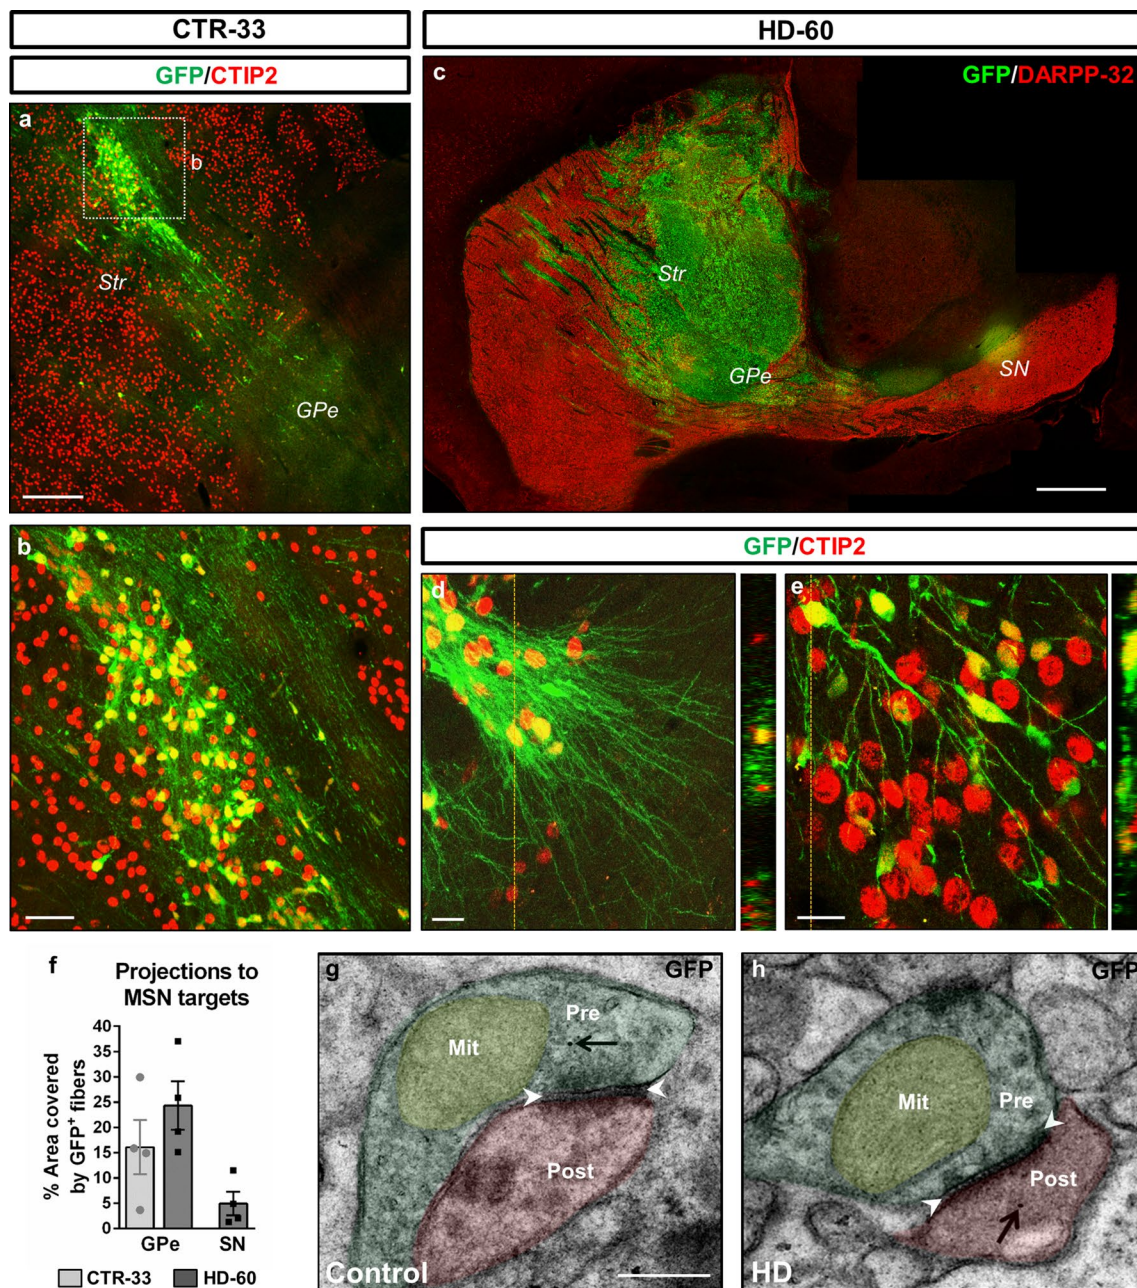 CTR-33
HD-60
GFP/CTIP2
a
b
Str
GPe
c
GFP/DARPP-32
Str
GPe
SN
b
GFP/CTIP2
d
e
f
Projections to
MSN targets
% Area covered
by GFP⁺ fibers
40
35
30
25
20
15
10
5
0
GPe
SN
CTR-33
HD-60
g
GFP
Mit
Pre
Post
Control
h
GFP
Mit
Pre
Post
HD